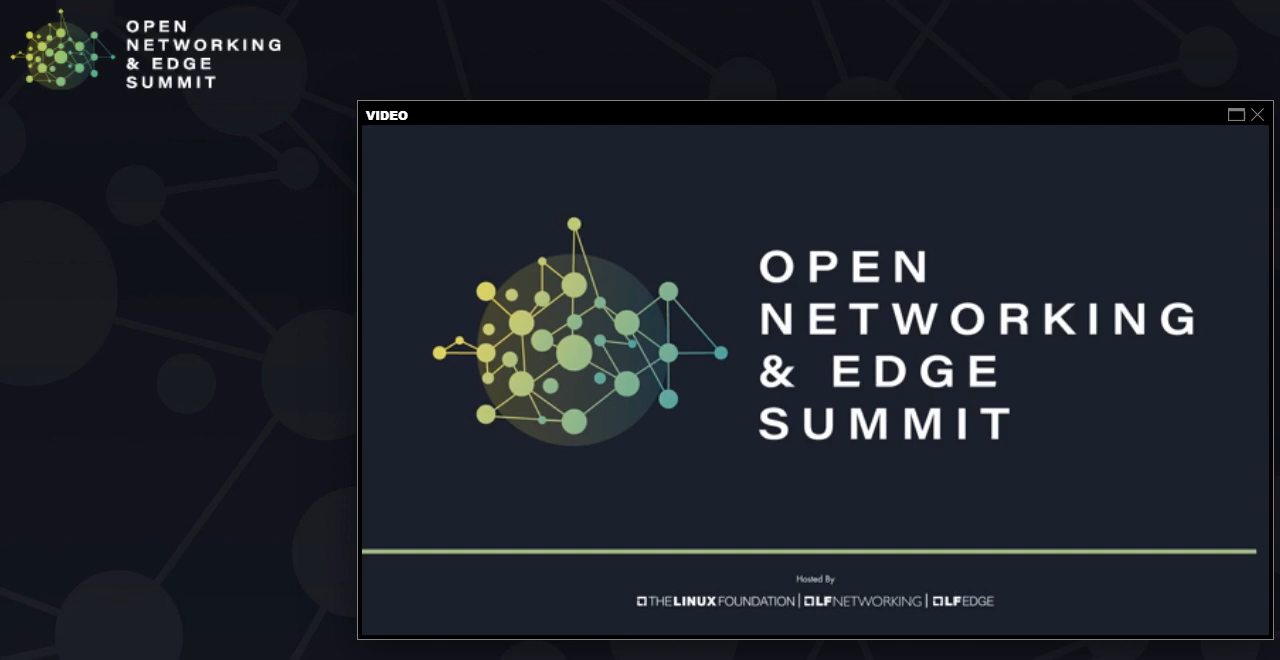 OPEN
NETWORKING
& EDGE
SUMMIT
VIDEO
OPEN
NETWORKING
& EDGE
SUMMIT
Hosted By
THE LINUX FOUNDATION | LF NETWORKING | LF EDGE